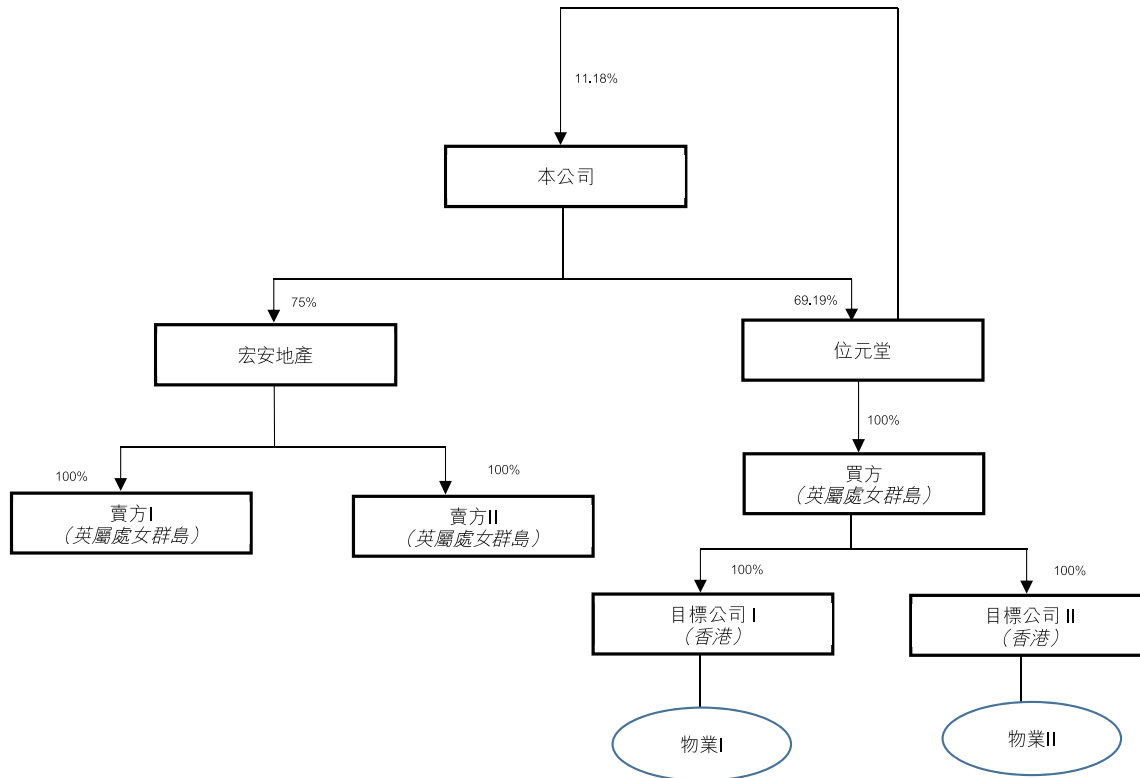 11.18%
本公司
75%
69.19%
宏安地產
位元堂
100%
100%
100%
買方
(英屬處女群島)
賣方I
(英屬處女群島)
賣方II
(英屬處女群島)
100%
100%
目標公司 I
(香港)
目標公司 II
(香港)
物業I
物業II